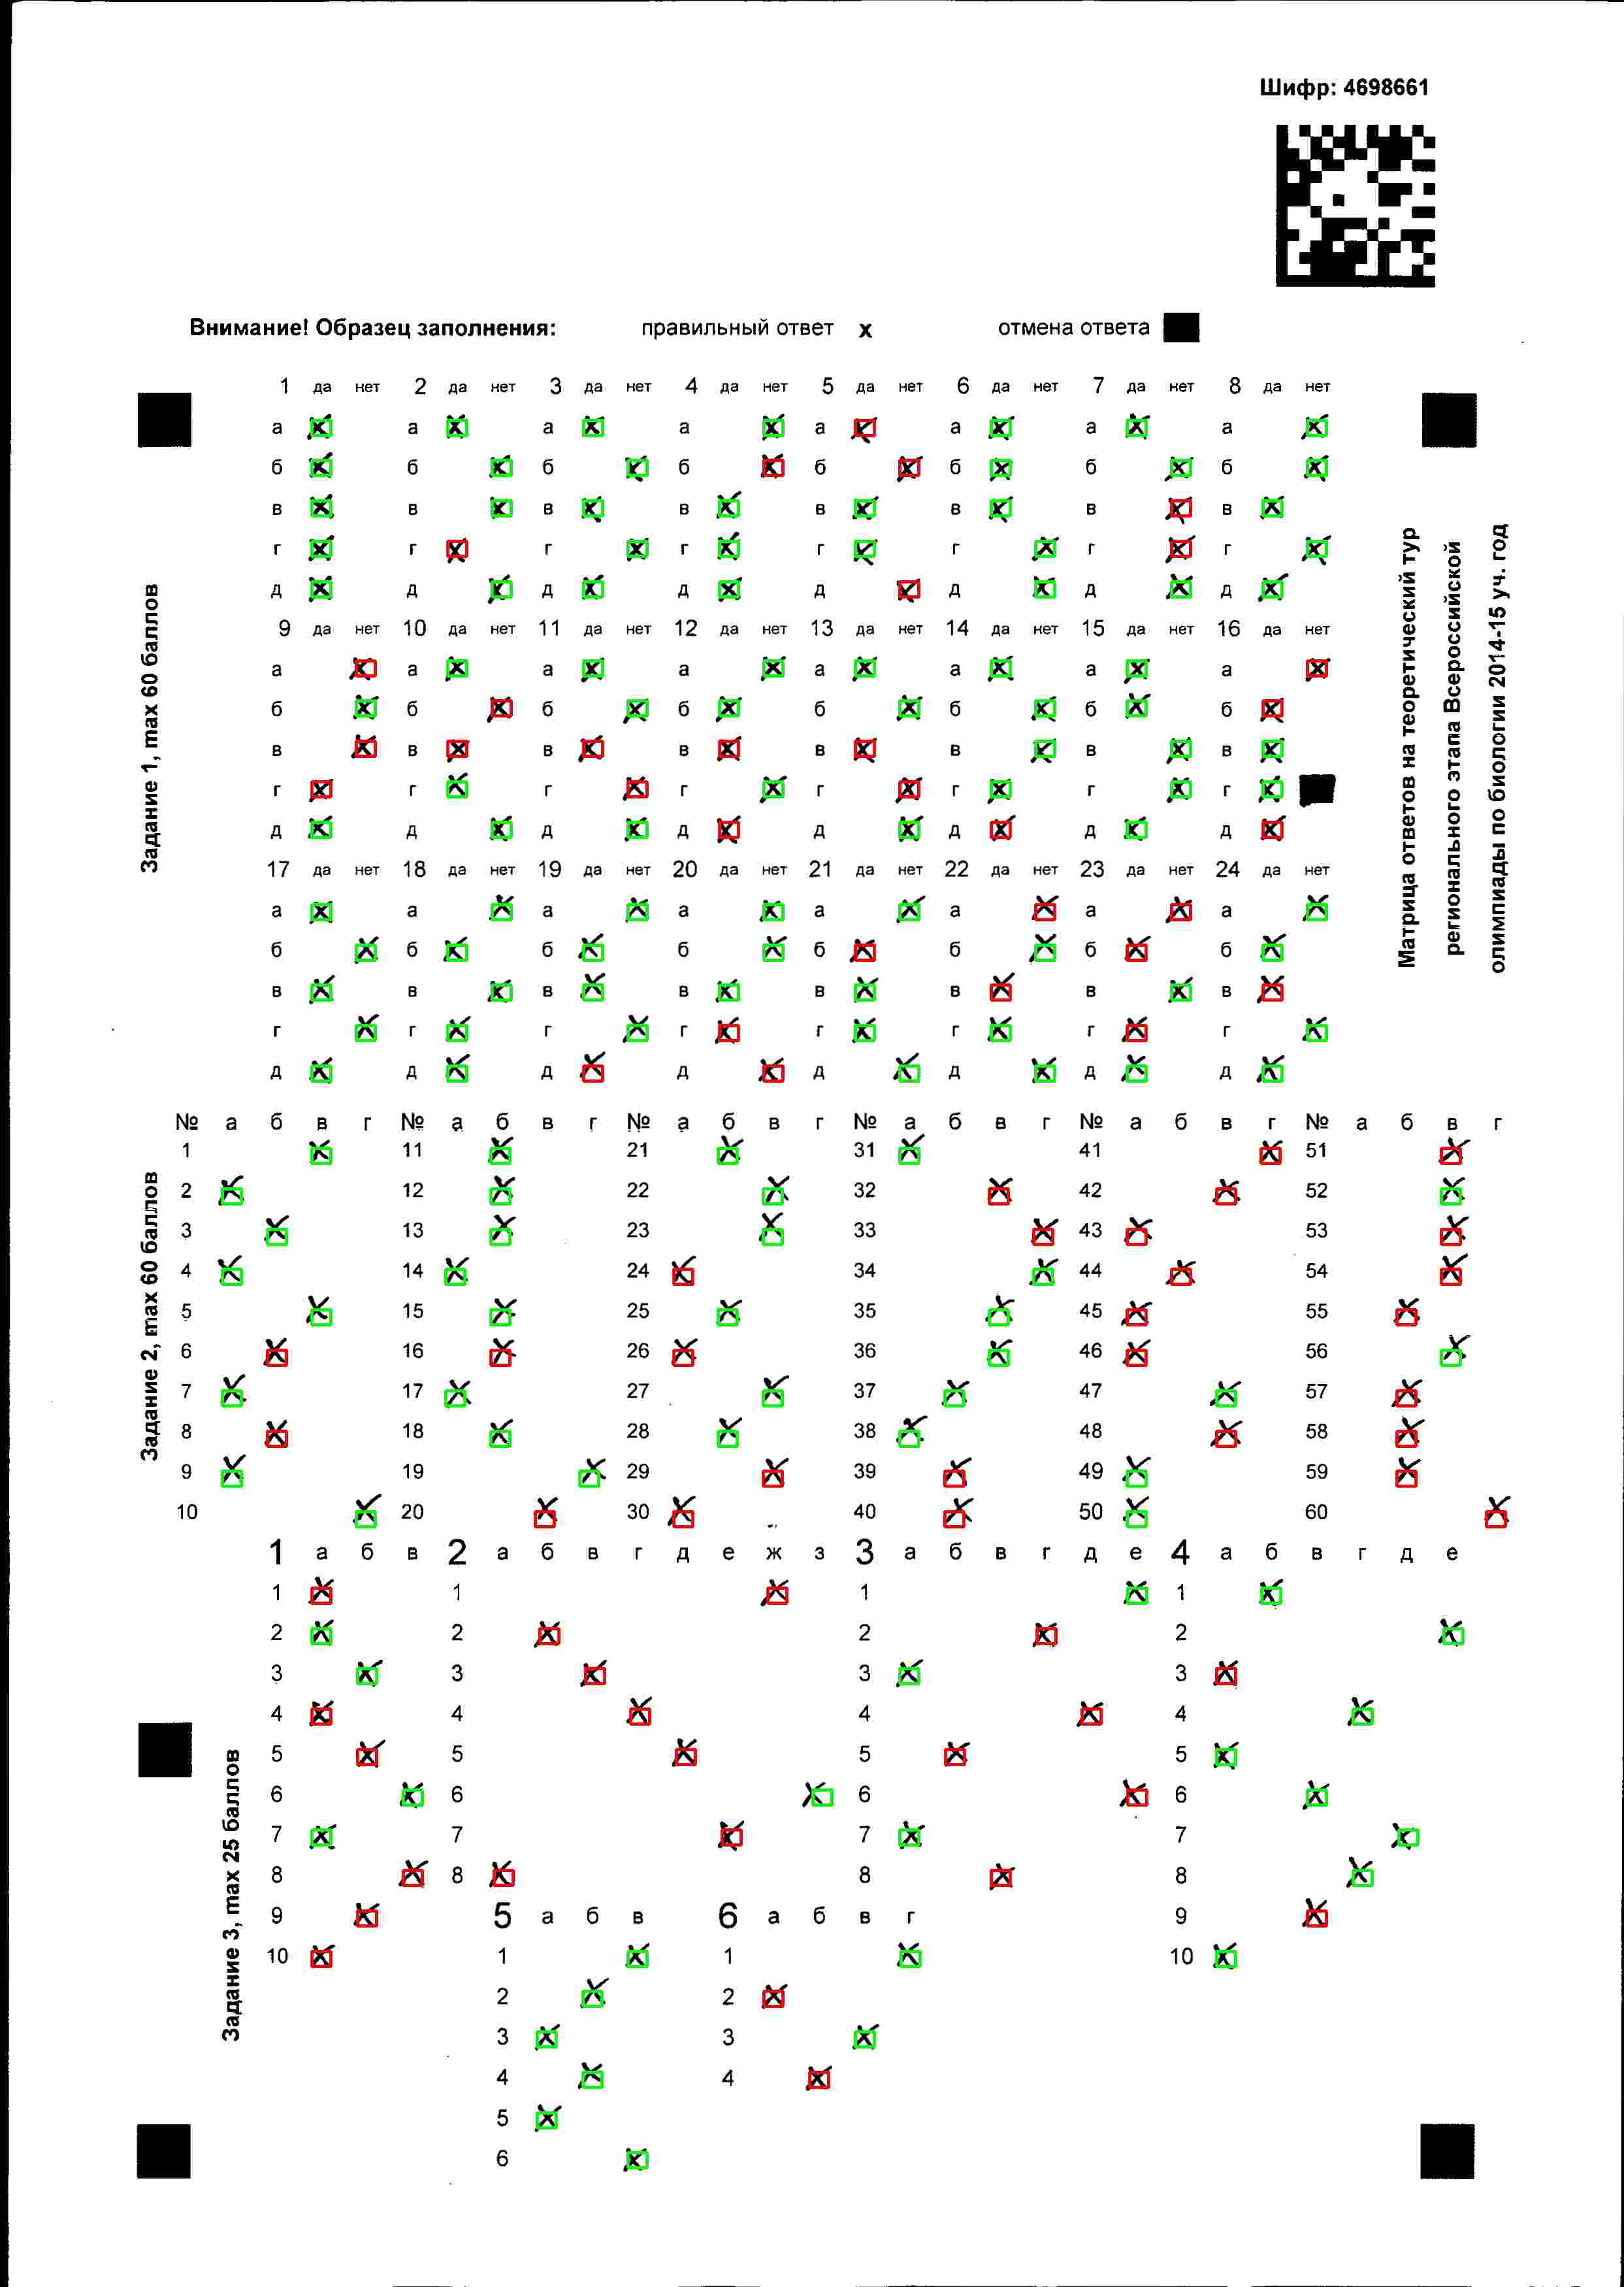 Шифр: 4698661
Внимание! Образец заполнения: правильный ответ x отмена ответа
1 да нет 2 да нет 3 да нет 4 да нет 5 да нет 6 да нет 7 да нет 8 да нет
а а а а а а а а
б б б б б б б б
в в в в в в в в
г г г г г г г г
д д д д д д д д
9 да нет 10 да нет 11 да нет 12 да нет 13 да нет 14 да нет 15 да нет 16 да нет
а а а а а а а а
б б б б б б б б
в в в в в в в в
г г г г г г г г
д д д д д д д д
17 да нет 18 да нет 19 да нет 20 да нет 21 да нет 22 да нет 23 да нет 24 да нет
а а а а а а а а
б б б б б б б б
в в в в в в в в
г г г г г г г г
д д д д д д д д
Задание 1, max 60 баллов
Матрица ответов на теоретический тур
регионального этапа Всероссийской
олимпиады по биологии 2014-15 уч. год
№ а б в г № а б в г № а б в г № а б в г № а б в г № а б в г
1 11 21 31 41 51
2 12 22 32 42 52
3 13 23 33 43 53
4 14 24 34 44 54
5 15 25 35 45 55
6 16 26 36 46 56
7 17 27 37 47 57
8 18 28 38 48 58
9 19 29 39 49 59
10 20 30 40 50 60
Задание 2, max 60 баллов
1 а б в 2 а б в г д е ж з 3 а б в г д е 4 а б в г д е
1 1 1 1
2 2 2 2
3 3 3 3
4 4 4 4
5 5 5 5
6 6 6 6
7 7 7 7
8 8 8 8
9 5 а б в 6 а б в г 9
10 1 1 10
2 2
3 3
4 4
5
6
Задание 3, max 25 баллов